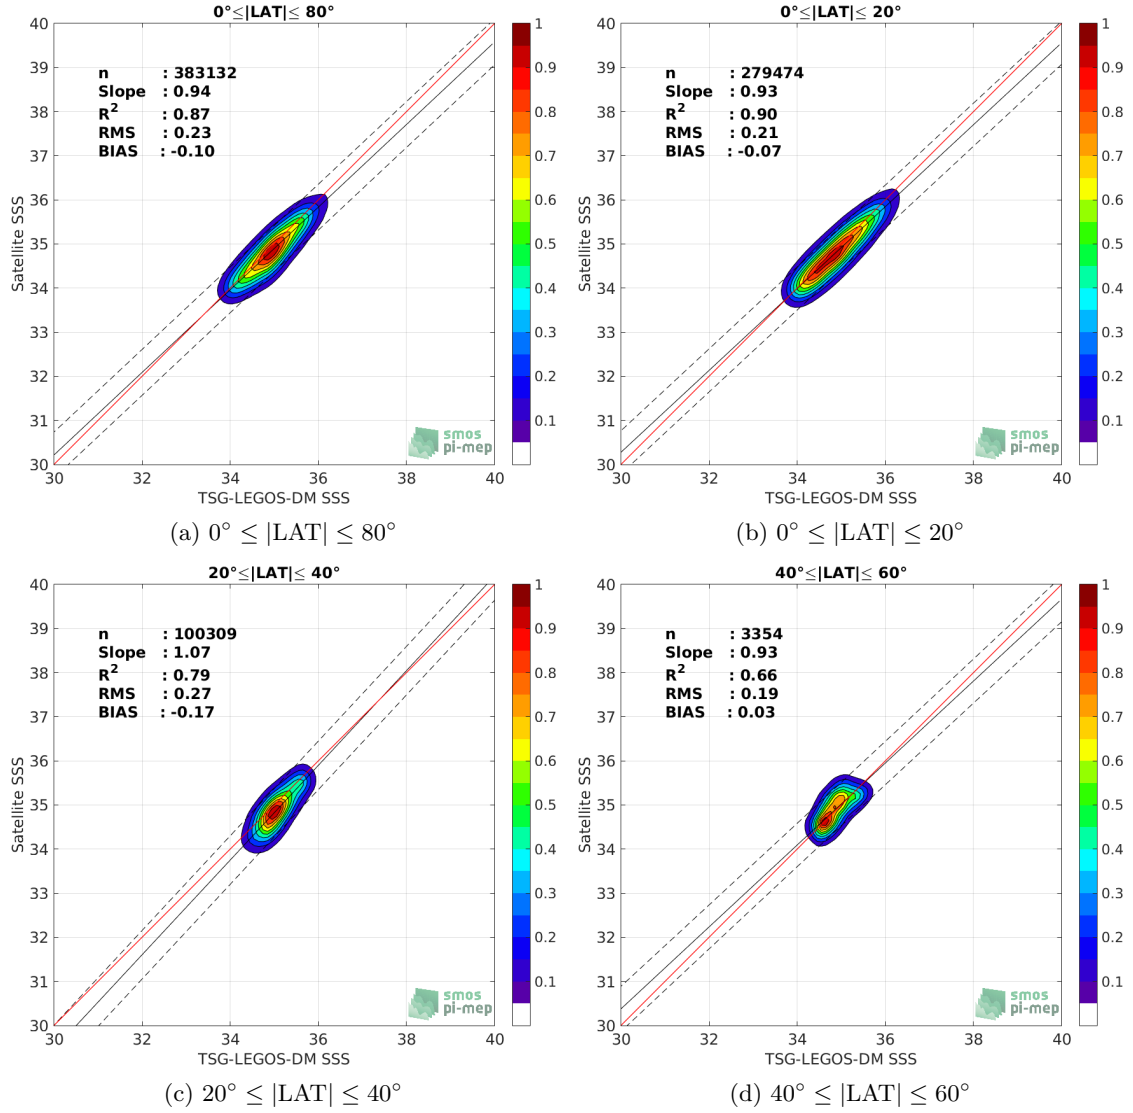 0°≤|LAT|≤ 80°
n : 383132
Slope : 0.94
R² : 0.87
RMS : 0.23
BIAS : -0.10
Satellite SSS
40
39
38
37
36
35
34
33
32
31
30
30 32 34 36 38 40
TSG-LEGOS-DM SSS
1
0.9
0.8
0.7
0.6
0.5
0.4
0.3
0.2
0.1
smos
pi-mep
(a) 0° ≤ |LAT| ≤ 80°
0°≤|LAT|≤ 20°
n : 279474
Slope : 0.93
R² : 0.90
RMS : 0.21
BIAS : -0.07
Satellite SSS
40
39
38
37
36
35
34
33
32
31
30
30 32 34 36 38 40
TSG-LEGOS-DM SSS
1
0.9
0.8
0.7
0.6
0.5
0.4
0.3
0.2
0.1
smos
pi-mep
(b) 0° ≤ |LAT| ≤ 20°
20°≤|LAT|≤ 40°
n : 100309
Slope : 1.07
R² : 0.79
RMS : 0.27
BIAS : -0.17
Satellite SSS
40
39
38
37
36
35
34
33
32
31
30
30 32 34 36 38 40
TSG-LEGOS-DM SSS
1
0.9
0.8
0.7
0.6
0.5
0.4
0.3
0.2
0.1
smos
pi-mep
(c) 20° ≤ |LAT| ≤ 40°
40°≤|LAT|≤ 60°
n : 3354
Slope : 0.93
R² : 0.66
RMS : 0.19
BIAS : 0.03
Satellite SSS
40
39
38
37
36
35
34
33
32
31
30
30 32 34 36 38 40
TSG-LEGOS-DM SSS
1
0.9
0.8
0.7
0.6
0.5
0.4
0.3
0.2
0.1
smos
pi-mep
(d) 40° ≤ |LAT| ≤ 60°